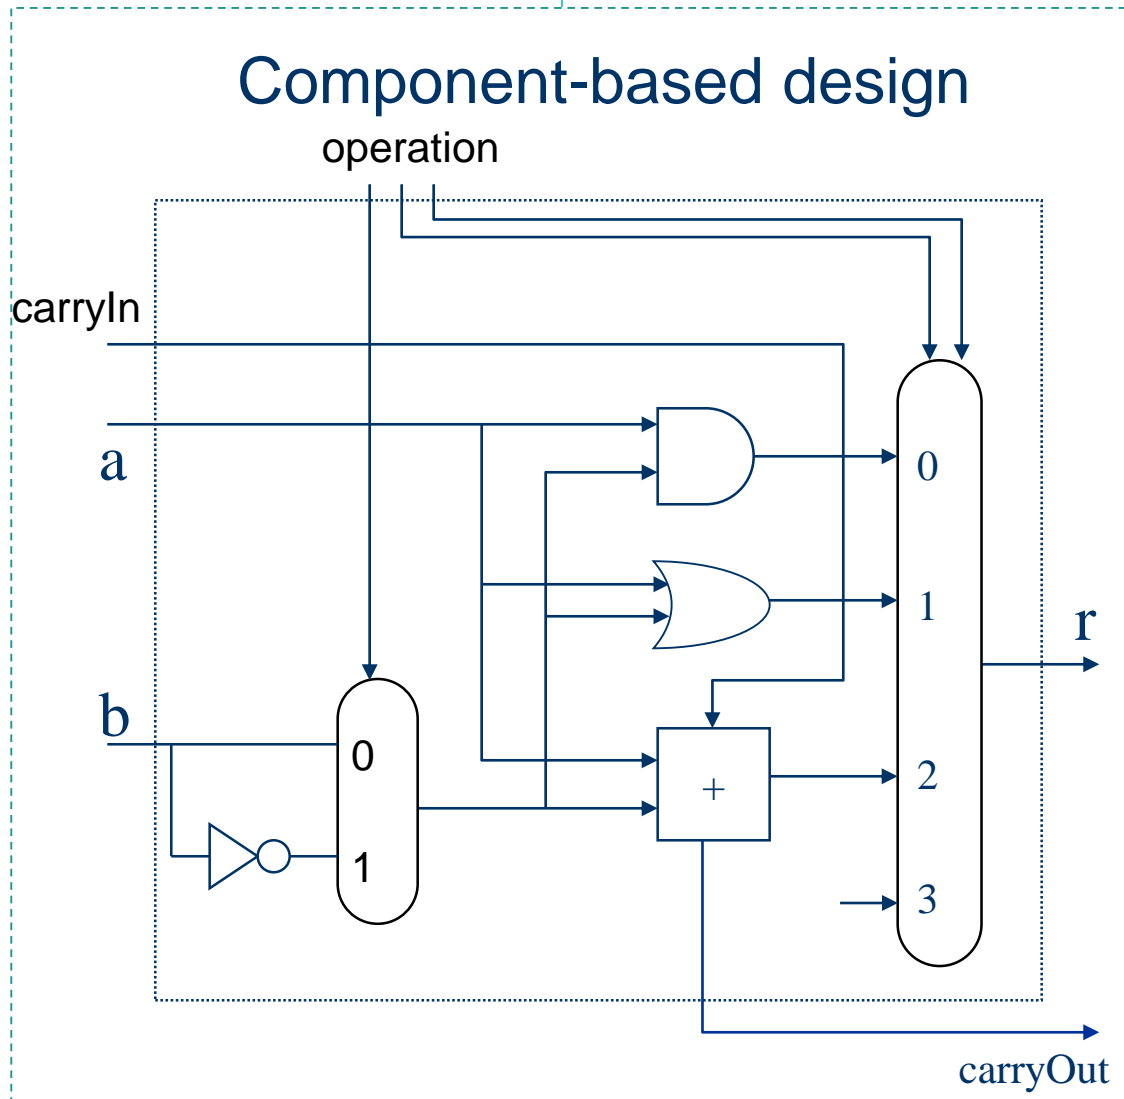 Component-based design
operation
carryIn
a
0
1
r
b
0
2
+
1
3
carryOut